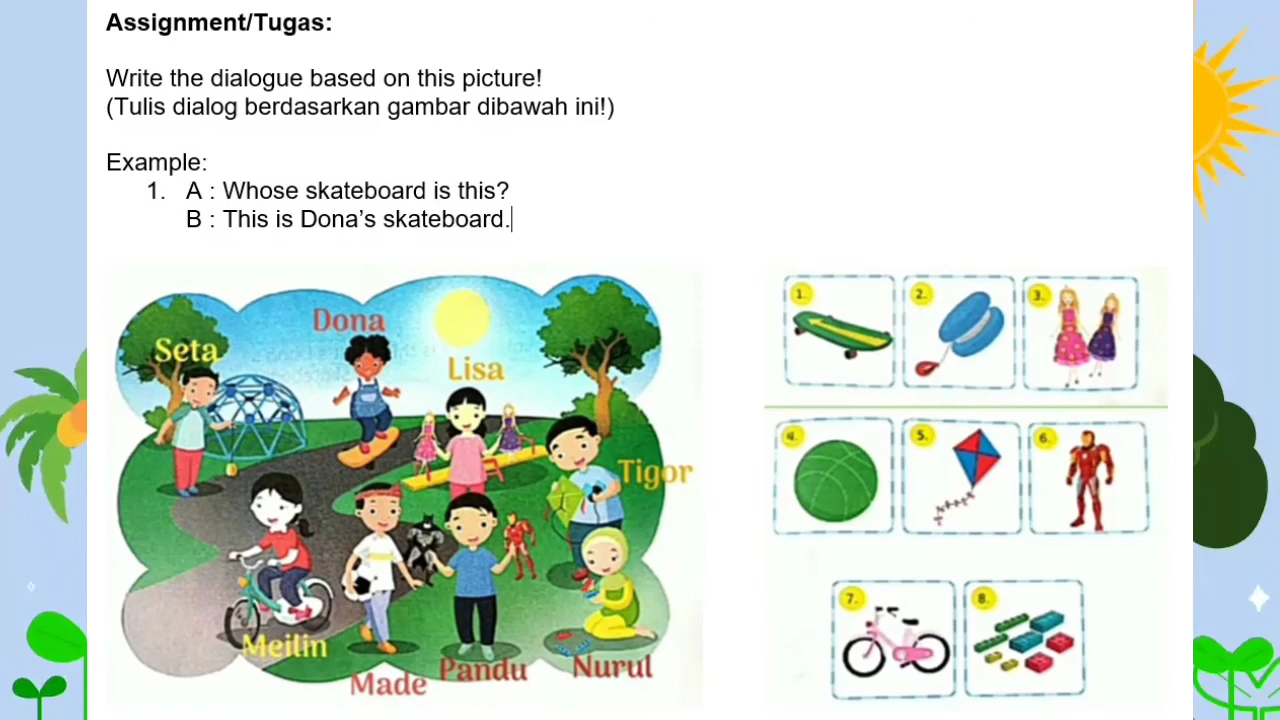 Assignment/Tugas:
Write the dialogue based on this picture!
(Tulis dialog berdasarkan gambar dibawah ini!)
Example:
1. A : Whose skateboard is this?
B : This is Dona’s skateboard.
Dona
Seta
Lisa
Tigor
Meilin
Made
Pandu
Nurul
1.
2.
3.
4.
5.
6.
7.
8.